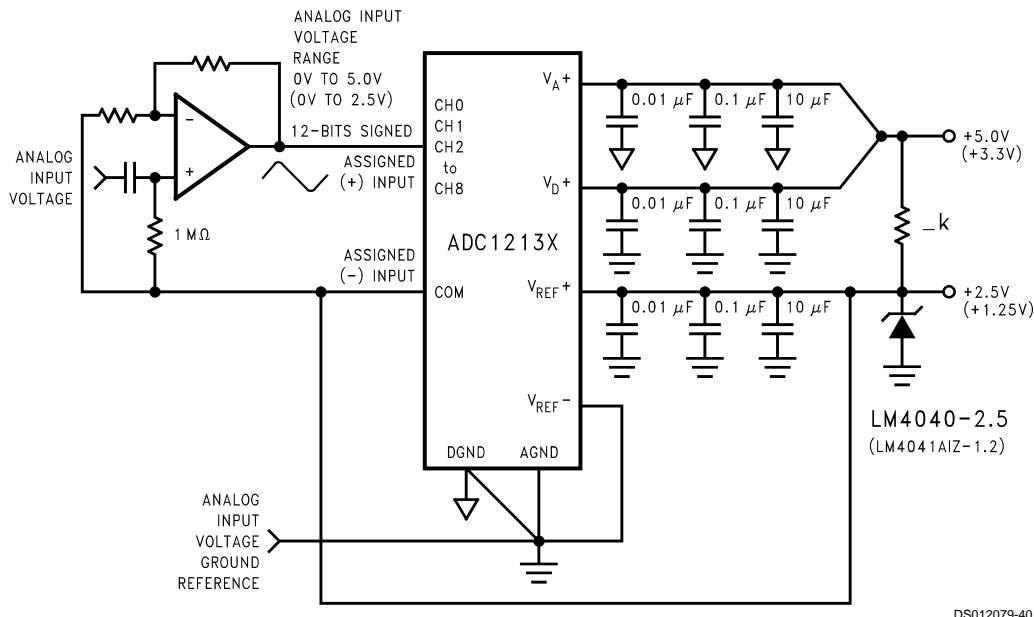 ANALOG INPUT
VOLTAGE
RANGE
0V TO 5.0V
(0V TO 2.5V)
12-BITS SIGNED
ANALOG
INPUT
VOLTAGE
−
+
1 MΩ
ASSIGNED
(+) INPUT
ASSIGNED
(−) INPUT
CH0
CH1
CH2
to
CH8
ADC1213X
COM
VA+
VD+
VREF+
VREF−
DGND
AGND
0.01 µF
0.1 µF
10 µF
0.01 µF
0.1 µF
10 µF
0.01 µF
0.1 µF
10 µF
+5.0V
(+3.3V)
_k
+2.5V
(+1.25V)
LM4040-2.5
(LM4041AIZ-1.2)
ANALOG
INPUT
VOLTAGE
GROUND
REFERENCE
DS012079-40